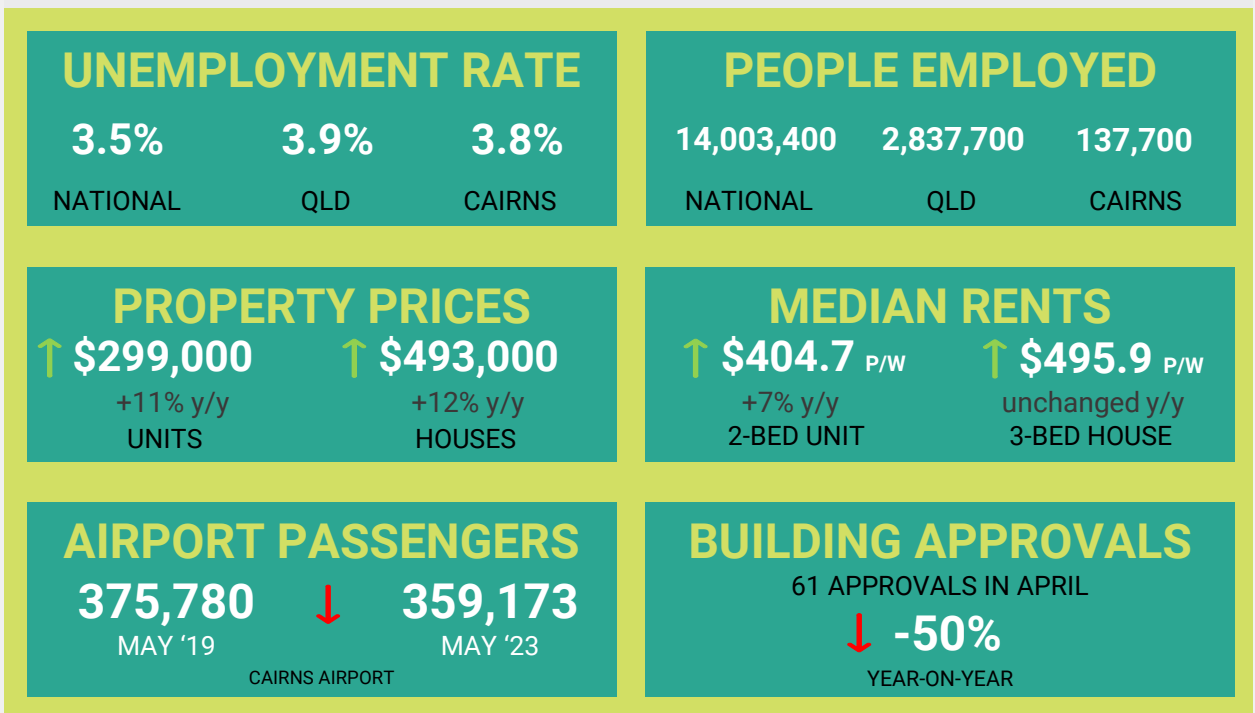 UNEMPLOYMENT RATE
3.5% 3.9% 3.8%
NATIONAL QLD CAIRNS
PEOPLE EMPLOYED
14,003,400 2,837,700 137,700
NATIONAL QLD CAIRNS
PROPERTY PRICES
↑ $299,000 ↑ $493,000
+11% y/y +12% y/y
UNITS HOUSES
MEDIAN RENTS
↑ $404.7 P/W ↑ $495.9 P/W
+7% y/y unchanged y/y
2-BED UNIT 3-BED HOUSE
AIRPORT PASSENGERS
375,780 ↓ 359,173
MAY ‘19 MAY ‘23
CAIRNS AIRPORT
BUILDING APPROVALS
61 APPROVALS IN APRIL
↓ -50%
YEAR-ON-YEAR